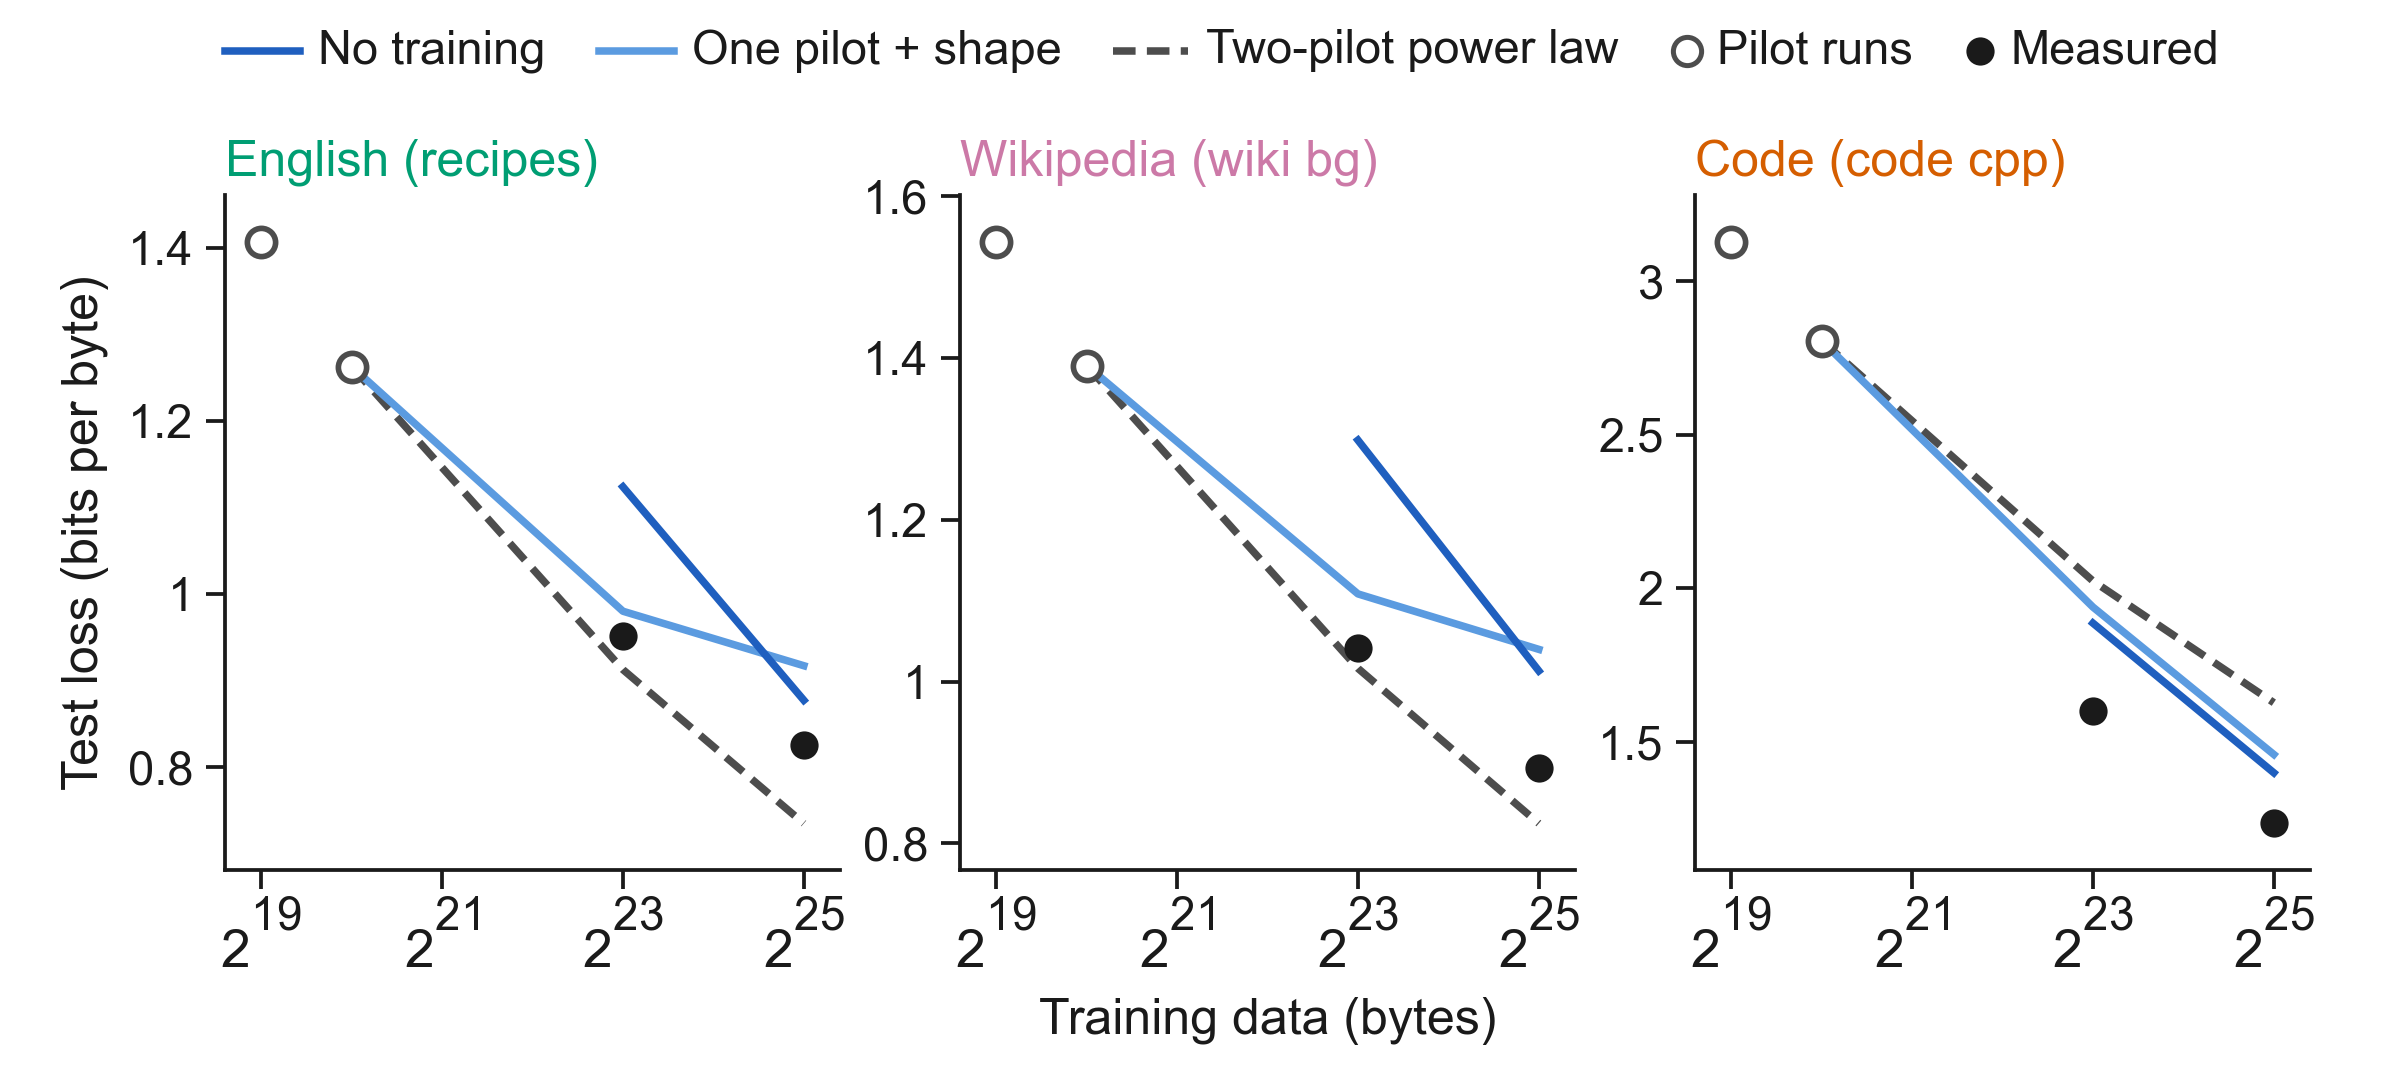 No training One pilot + shape Two-pilot power law Pilot runs Measured
English (recipes) Wikipedia (wiki bg) Code (code cpp)
Test loss (bits per byte)
1.4
1.2
1
0.8
2^19 2^21 2^23 2^25
1.6
1.4
1.2
1
0.8
2^19 2^21 2^23 2^25
3
2.5
2
1.5
2^19 2^21 2^23 2^25
Training data (bytes)